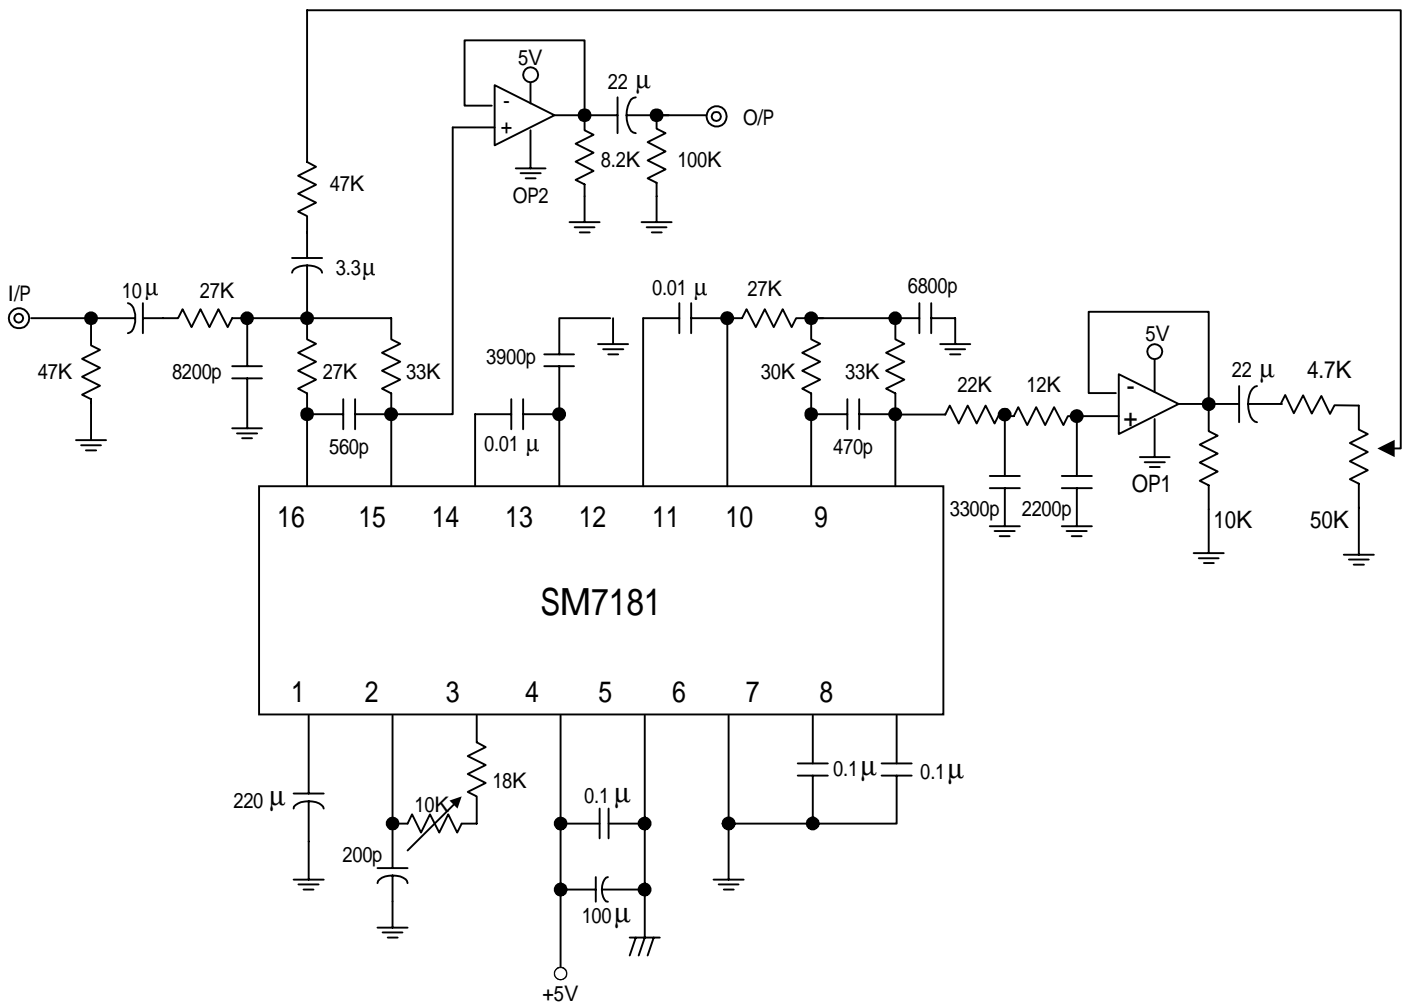 5V
22 µ
-
+
O/P
8.2K
100K
OP2
47K
3.3µ
I/P
10µ
27K
47K
8200p
27K
33K
560p
3900p
0.01 µ
0.01 µ
27K
6800p
30K
33K
470p
22K
12K
3300p
2200p
5V
-
+
OP1
22 µ
4.7K
10K
50K
16 15 14 13 12 11 10 9
SM7181
1 2 3 4 5 6 7 8
220 µ
18K
10K
200p
0.1 µ
100µ
+5V
0.1µ
0.1µ